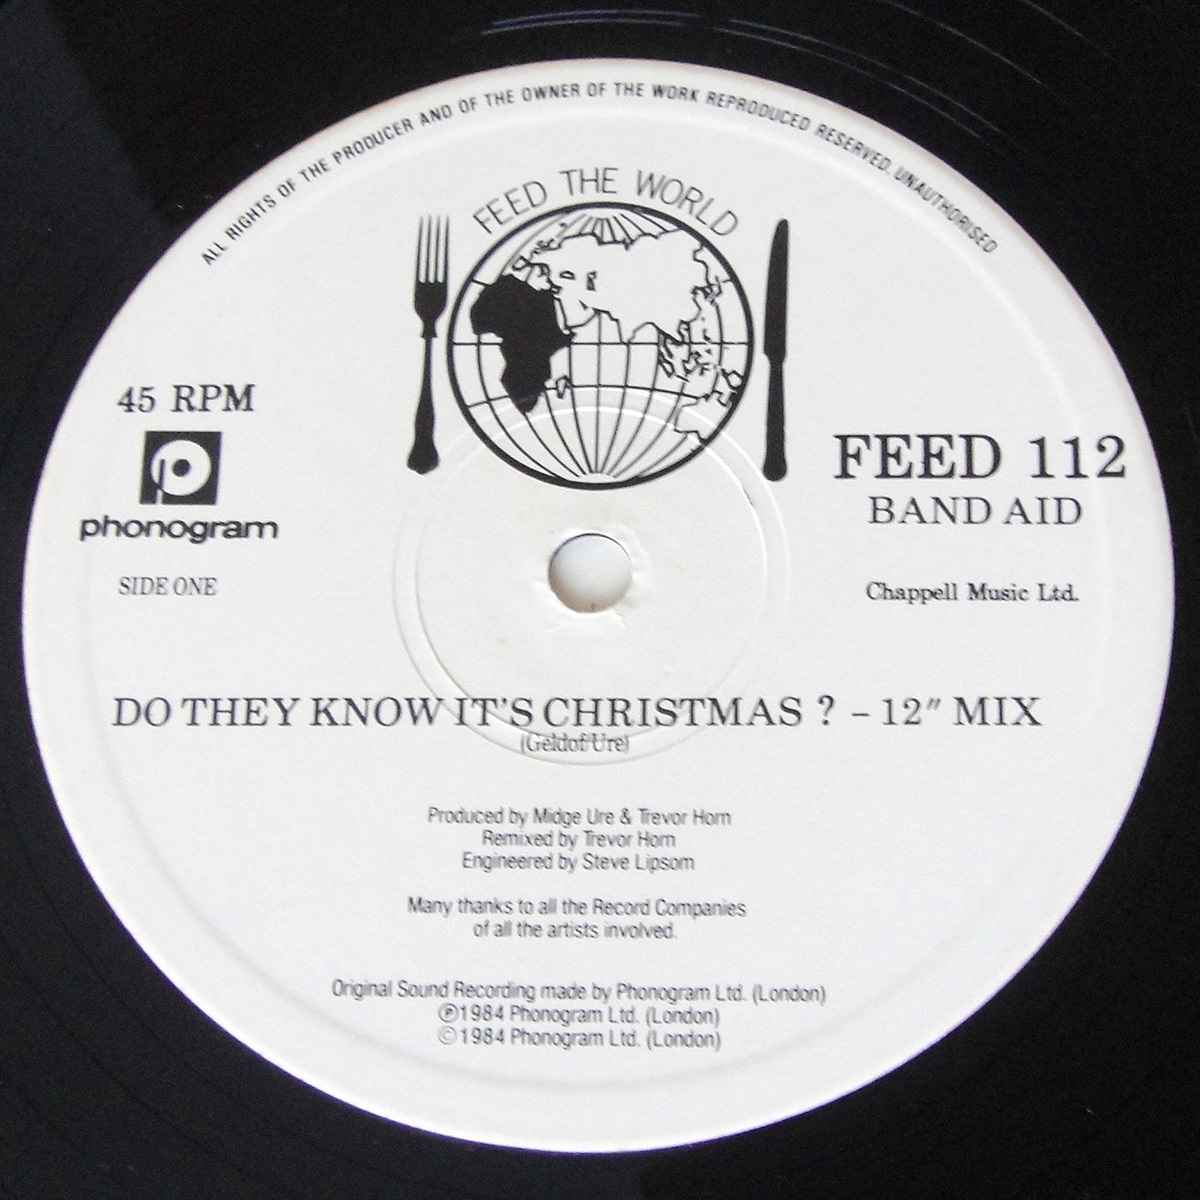 ALL RIGHTS OF THE PRODUCER AND OF THE OWNER OF THE WORK REPRODUCED RESERVED. UNAUTHORISED
FEED THE WORLD
45 RPM
phonogram
SIDE ONE
FEED 112
BAND AID
Chappell Music Ltd.
DO THEY KNOW IT'S CHRISTMAS ? – 12" MIX
(Geldof/Ure)
Produced by Midge Ure & Trevor Horn
Remixed by Trevor Horn
Engineered by Steve Lipsom
Many thanks to all the Record Companies
of all the artists involved.
Original Sound Recording made by Phonogram Ltd. (London)
℗1984 Phonogram Ltd. (London)
©1984 Phonogram Ltd. (London)